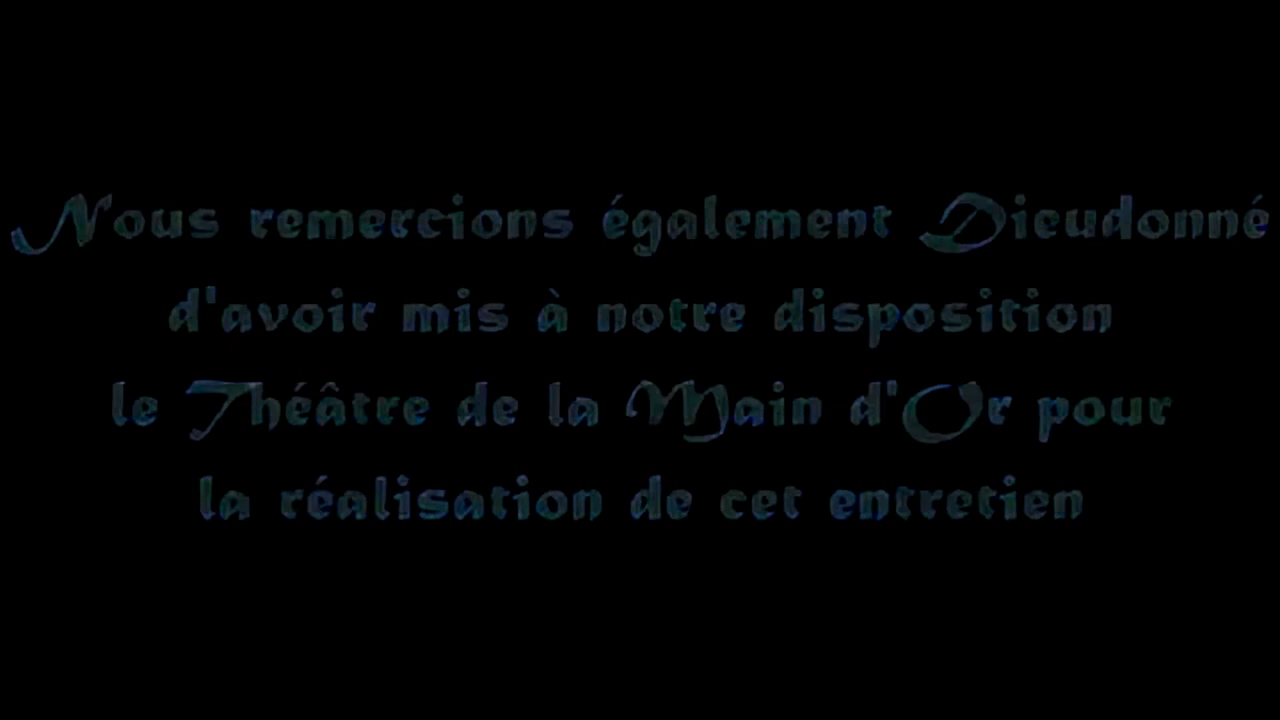 Nous remercions également Dieudonné
d'avoir mis à notre disposition
le Théâtre de la Main d'Or pour
la réalisation de cet entretien